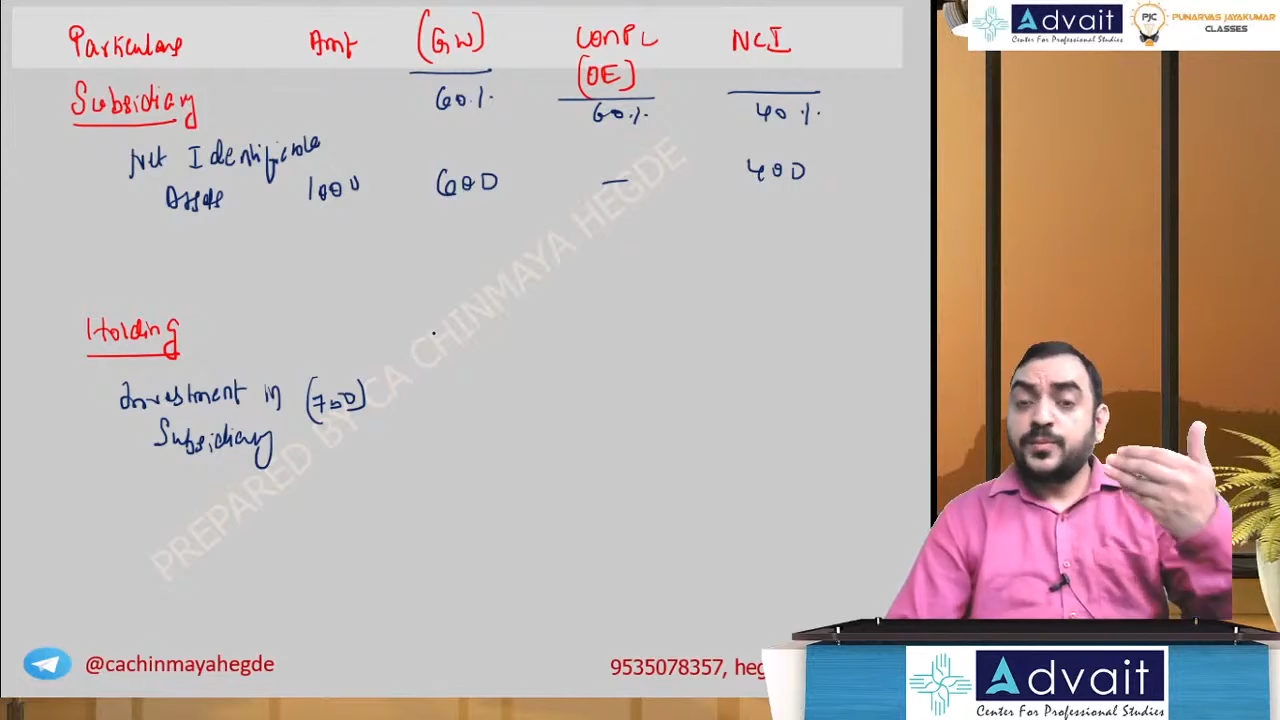 Particulars Amt (GW) CONPL NCI
(OE)
Subsidiary 60% 60% 40%
Net Identifiable
Assets 1000 600 — 400
Holding
Investment in (700)
Subsidiary
PREPARED BY CA CHINMAYA HEGDE
@cachinmayahegde
9535078357, heg
Advait
Center For Professional Studies
PJC
PUNARVAS JAYAKUMAR
CLASSES
Advait
Center For Professional Studies